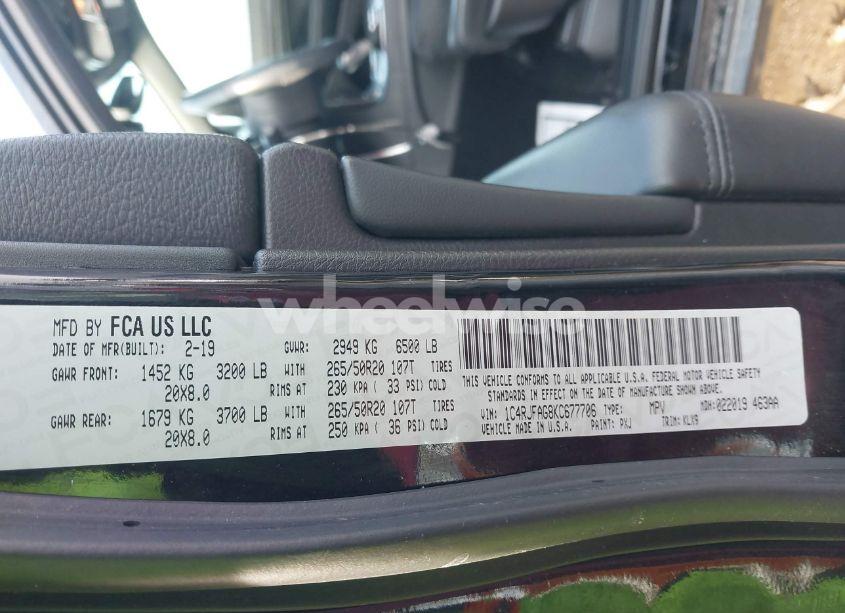 wheelwise
MFD BY FCA US LLC
DATE OF MFR(BUILT): 2-19 GVWR: 2949 KG 6500 LB
GAWR FRONT: 1452 KG 3200 LB WITH 265/50R20 107T TIRES
20X8.0 RIMS AT 230 KPA ( 33 PSI) COLD
GAWR REAR: 1679 KG 3700 LB WITH 265/50R20 107T TIRES
20X8.0 RIMS AT 250 KPA ( 36 PSI) COLD
THIS VEHICLE CONFORMS TO ALL APPLICABLE U.S.A. FEDERAL MOTOR VEHICLE SAFETY
STANDARDS IN EFFECT ON THE DATE OF MANUFACTURE SHOWN ABOVE.
VIN: 1C4RJFAG8KC677706 TYPE: MPV MDH: 022019 463AA
VEHICLE MADE IN U.S.A. PAINT: PXJ TRIM: KLX9